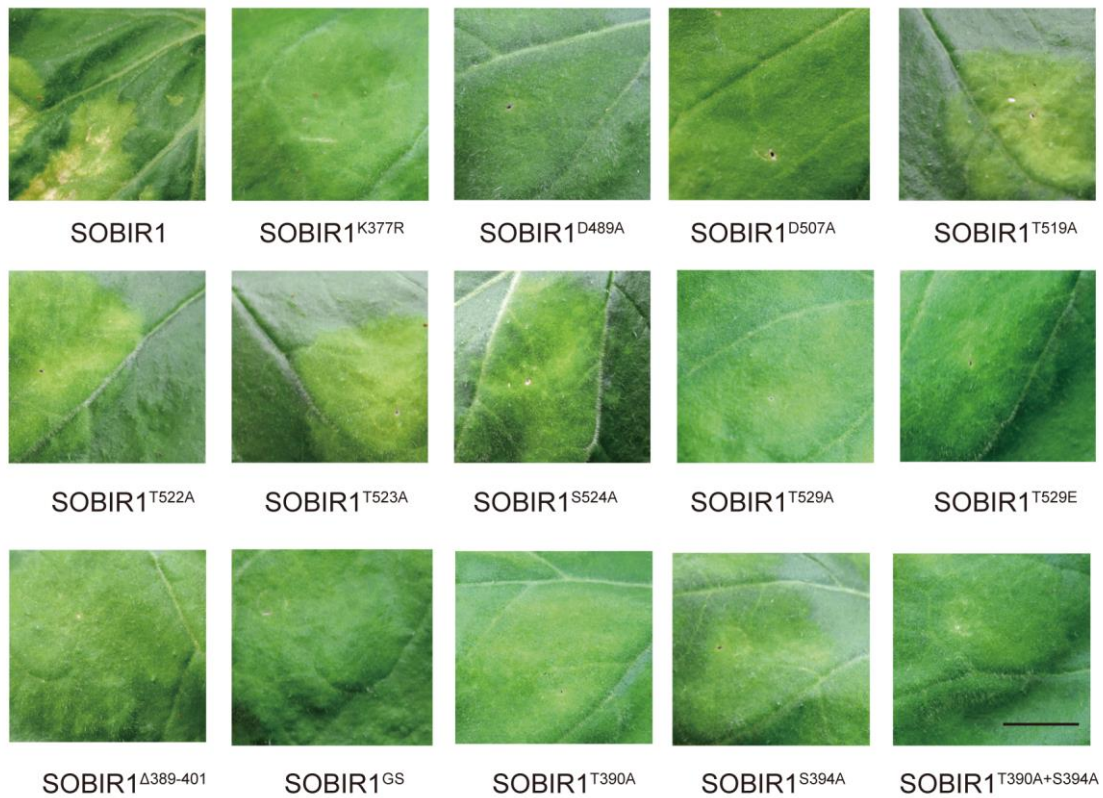 SOBIR1 SOBIR1K377R SOBIR1D489A SOBIR1D507A SOBIR1T519A
SOBIR1T522A SOBIR1T523A SOBIR1S524A SOBIR1T529A SOBIR1T529E
SOBIR1Δ389-401 SOBIR1GS SOBIR1T390A SOBIR1S394A SOBIR1T390A+S394A